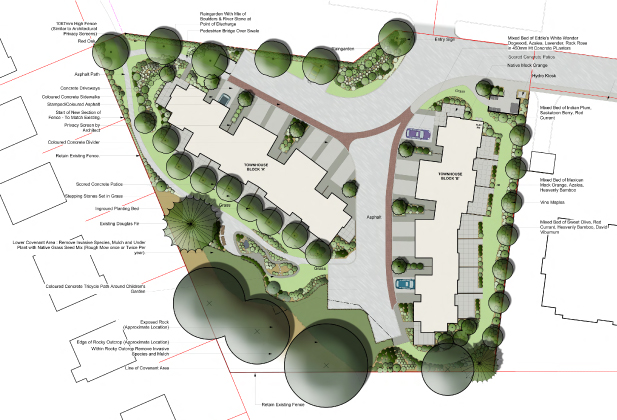 1067mm High Fence
(Similar to Architectural
Privacy Screens)
Red Oaks
Asphalt Path
Concrete Driveways
Coloured Concrete Sidewalks
Stamped/Coloured Asphalt
Start of New Section of
Fence - To Match Existing
Privacy Screen by
Architect
Coloured Concrete Divider
Retain Existing Fence
Scored Concrete Patios
Stepping Stones Set in Grass
Inground Planting Bed
Existing Douglas Fir
Lower Covenant Area - Remove Invasive Species, Mulch and Under
Plant with Native Grass Seed Mix (Rough Mow once or Twice Per
year)
Coloured Concrete Tricycle Path Around Children's
Garden
Exposed Rock
(Approximate Location)
Edge of Rocky Outcrop (Approximate Location)
Within Rocky Outcrop Remove Invasive
Species and Mulch
Line of Covenant Area
Retain Existing Fence
Raingarden With Mix of
Boulders & River Stone at
Point of Discharge
Pedestrian Bridge Over Swale
Raingarden
Entry Sign
Mixed Bed of Eddie's White Wonder
Dogwood, Azalea, Lavender, Rock Rose
in 450mm Ht Concrete Planters
Scored Concrete Patios
Native Mock Orange
Hydro Kiosk
Mixed Bed of Indian Plum,
Saskatoon Berry, Red
Currant
Mixed Bed of Mexican
Mock Orange, Azalea,
Heavenly Bamboo
Vine Maples
Mixed Bed of Sweet Olive, Red
Currant, Heavenly Bamboo, David
Viburnum
TOWNHOUSE
BLOCK 'A'
TOWNHOUSE
BLOCK 'B'
Asphalt
Grass
Grass
Grass